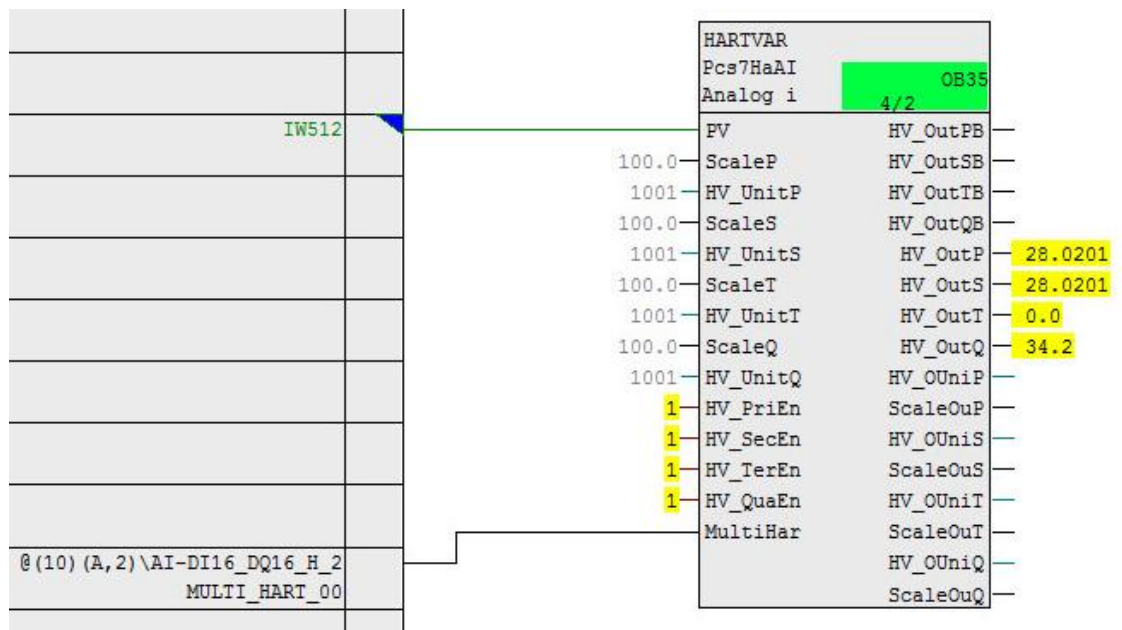 HARTVAR
Pcs7HaAI
Analog i
OB35
4/2
IW512
PV HV_OutPB
100.0 ScaleP HV_OutSB
1001 HV_UnitP HV_OutTB
100.0 ScaleS HV_OutQB
1001 HV_UnitS HV_OutP 28.0201
100.0 ScaleT HV_OutS 28.0201
1001 HV_UnitT HV_OutT 0.0
100.0 ScaleQ HV_OutQ 34.2
1001 HV_UnitQ HV_OUniP
1 HV_PriEn ScaleOuP
1 HV_SecEn HV_OUniS
1 HV_TerEn ScaleOuS
1 HV_QuaEn HV_OUniT
MultiHar ScaleOuT
@(10)(A,2)\AI-DI16_DQ16_H_2 HV_OUniQ
MULTI_HART_00 ScaleOuQ